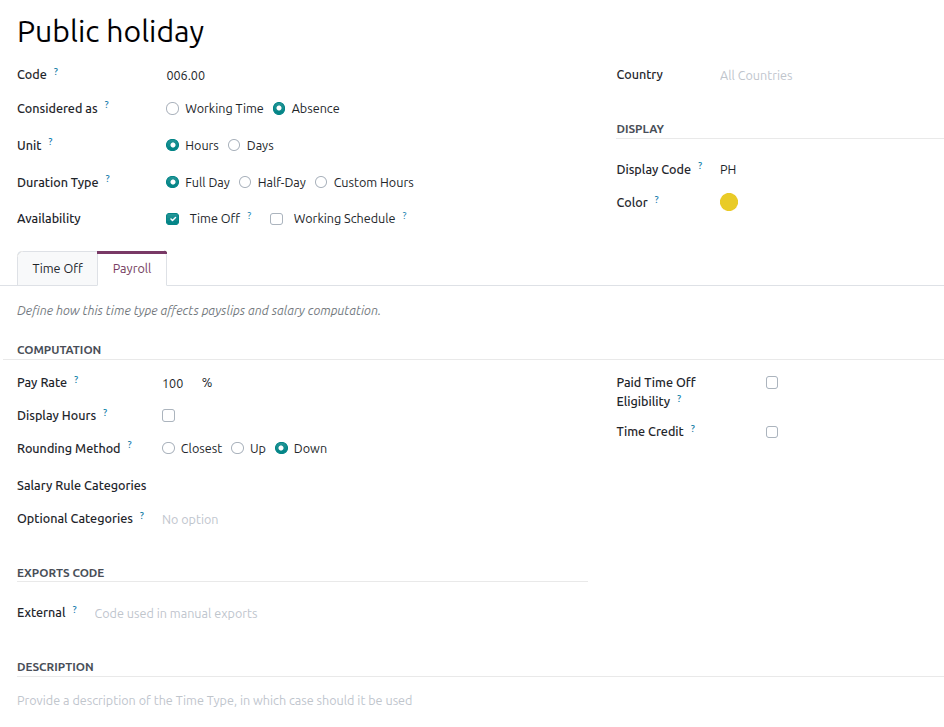 Public holiday
Code ? 006.00
Country All Countries
Considered as ? Working Time Absence
DISPLAY
Unit ? Hours Days
Display Code ? PH
Duration Type ? Full Day Half-Day Custom Hours
Color ?
Availability Time Off ? Working Schedule ?
Time Off Payroll
Define how this time type affects payslips and salary computation.
COMPUTATION
Pay Rate ? 100 %
Display Hours ?
Rounding Method ? Closest Up Down
Salary Rule Categories
Optional Categories ? No option
Paid Time Off
Eligibility ?
Time Credit ?
EXPORTS CODE
External ? Code used in manual exports
DESCRIPTION
Provide a description of the Time Type, in which case should it be used